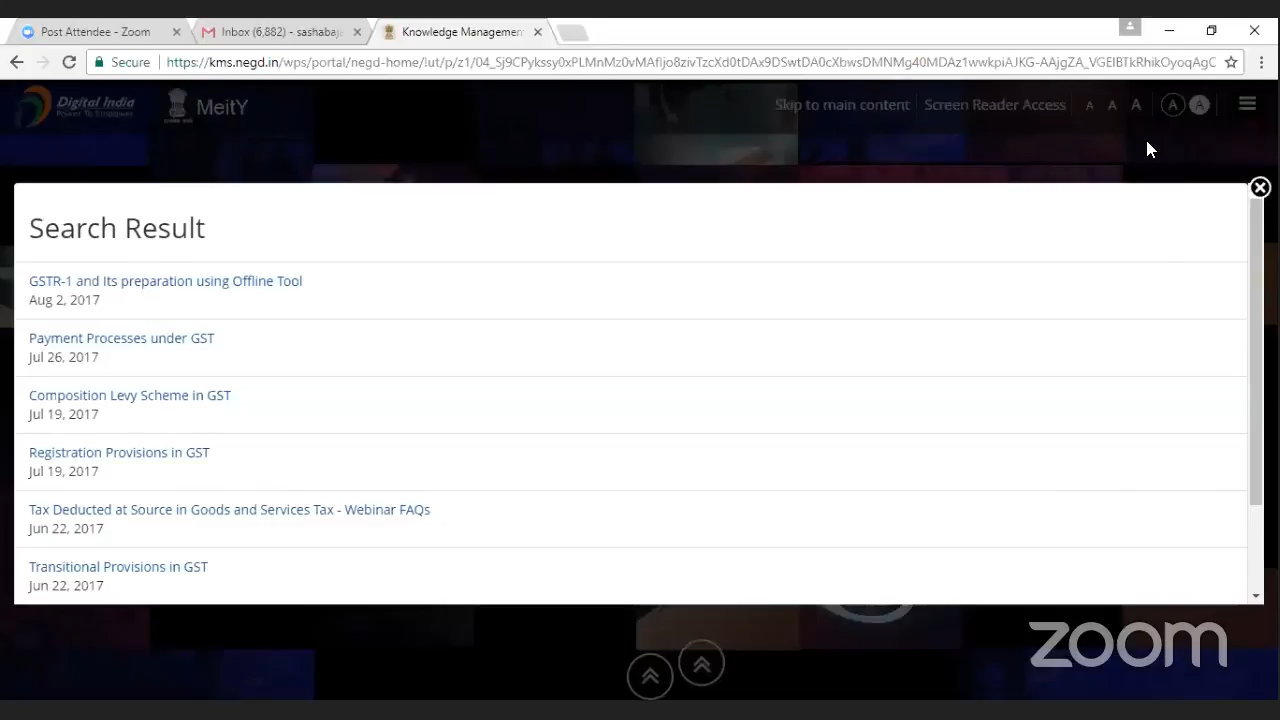 Post Attendee - Zoom
Inbox (6,882) - sashabaja
Knowledge Management
Secure
https://kms.negd.in/wps/portal/negd-home/!ut/p/z1/04_Sj9CPykssy0xPLMnMz0vMAfIjo8zivTzcXd0tDAx9DSwtDA0cXbwsDMNMg40MDAz1wwkpiAJKG-AAjgZA_VGElBTkRhikOyoqAgC
Digital India
Power To Empower
MeitY
Skip to main content
Screen Reader Access
A A A A A
Search Result
GSTR-1 and Its preparation using Offline Tool
Aug 2, 2017
Payment Processes under GST
Jul 26, 2017
Composition Levy Scheme in GST
Jul 19, 2017
Registration Provisions in GST
Jul 19, 2017
Tax Deducted at Source in Goods and Services Tax - Webinar FAQs
Jun 22, 2017
Transitional Provisions in GST
Jun 22, 2017
zoom